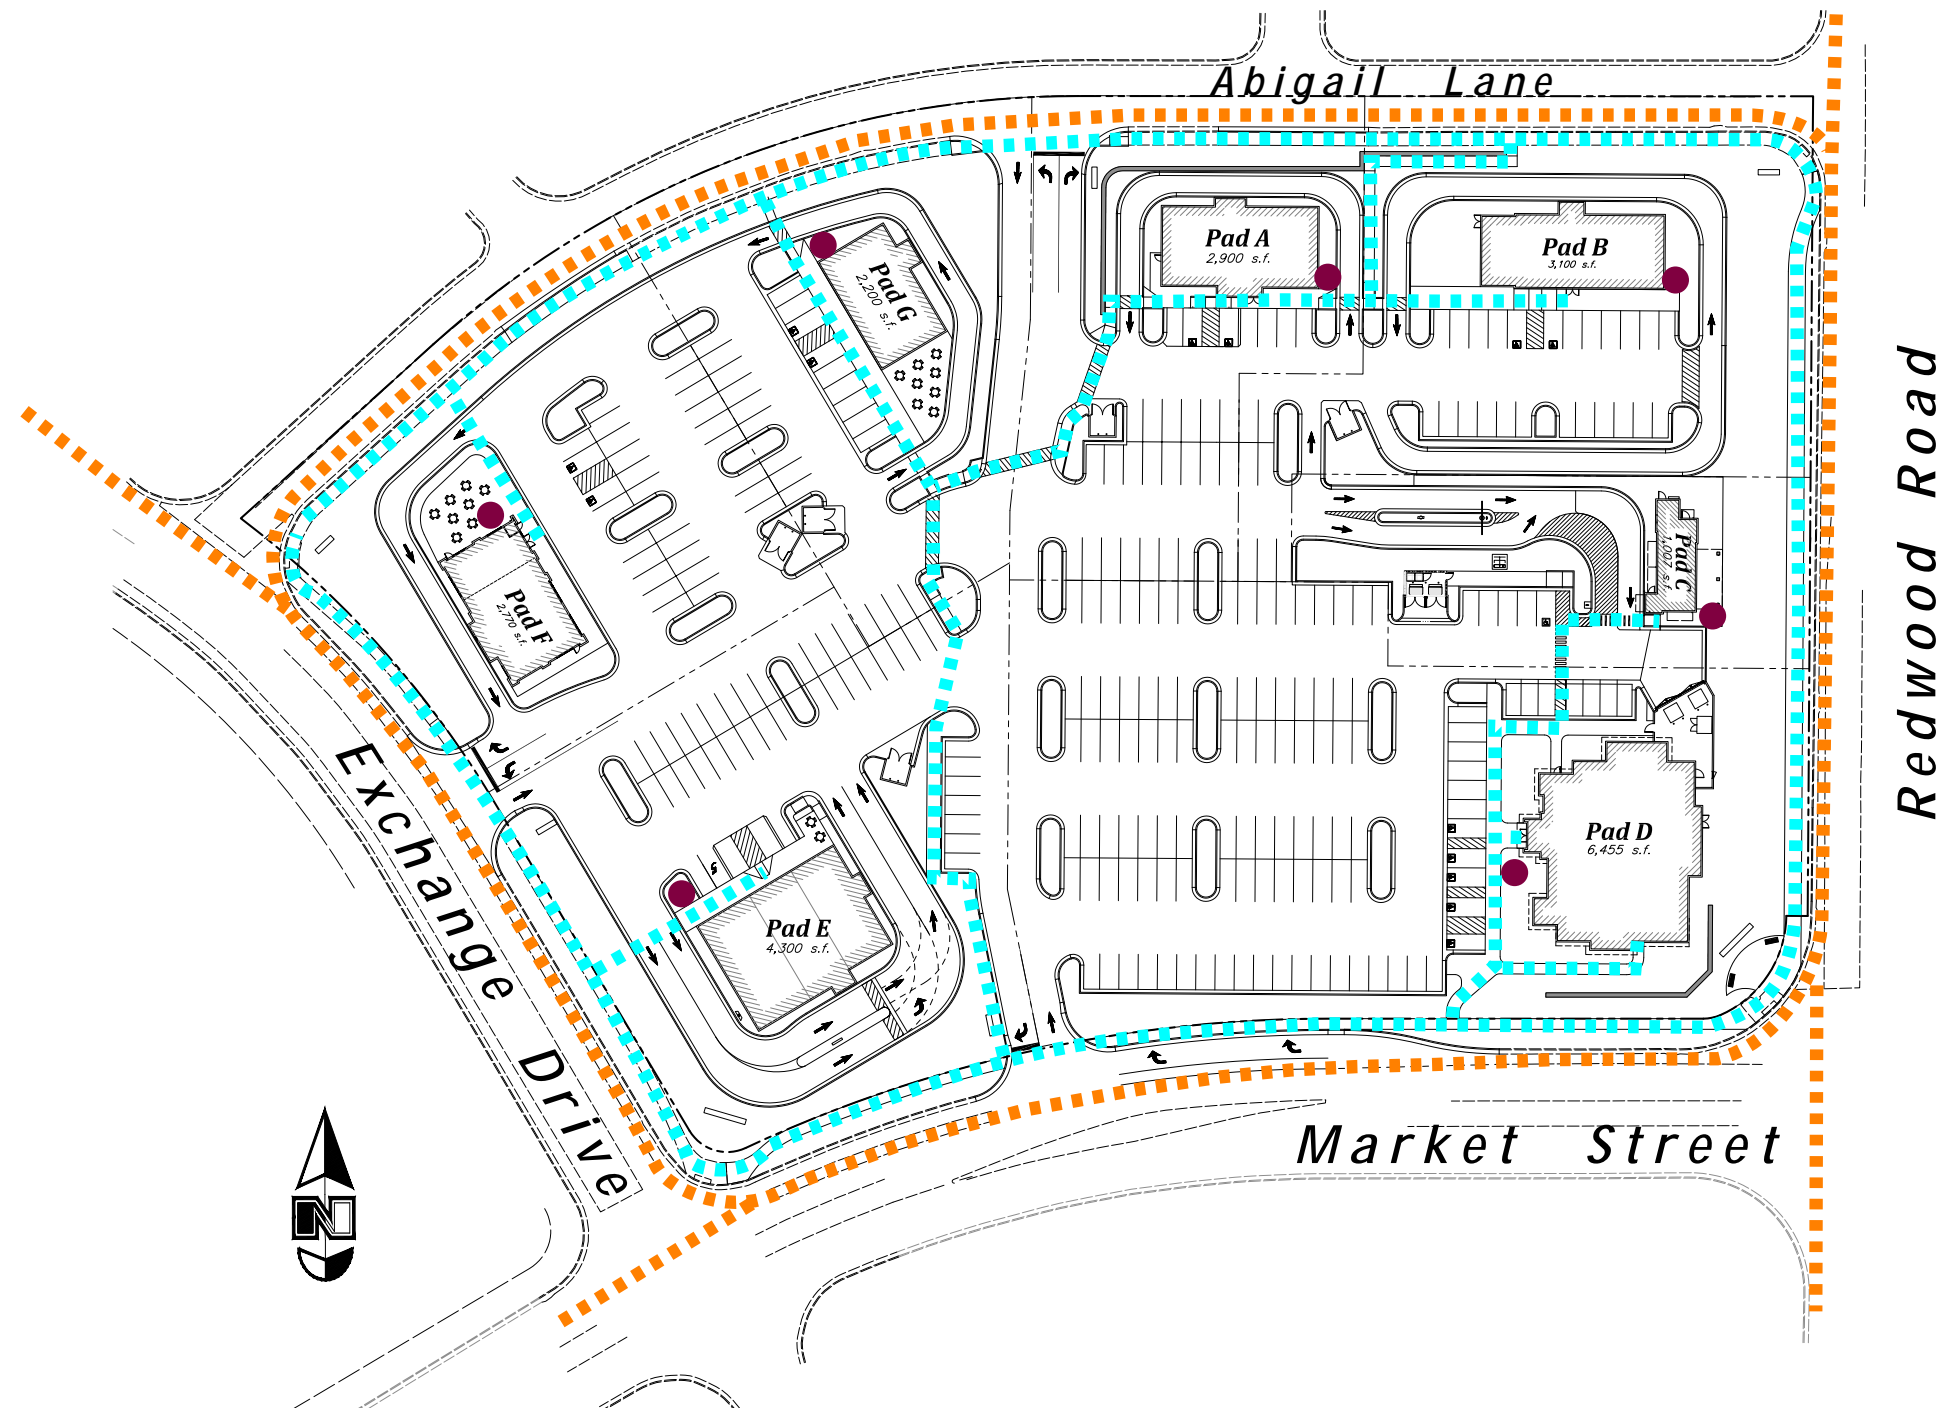 Abigail Lane
Pad A
2,900 s.f.
Pad B
3,100 s.f.
Pad G
2,200 s.f.
Redwood Road
Pad C
Pad F
2,770 s.f.
Exchange Drive
Pad D
6,455 s.f.
Pad E
4,300 s.f.
Market Street
N